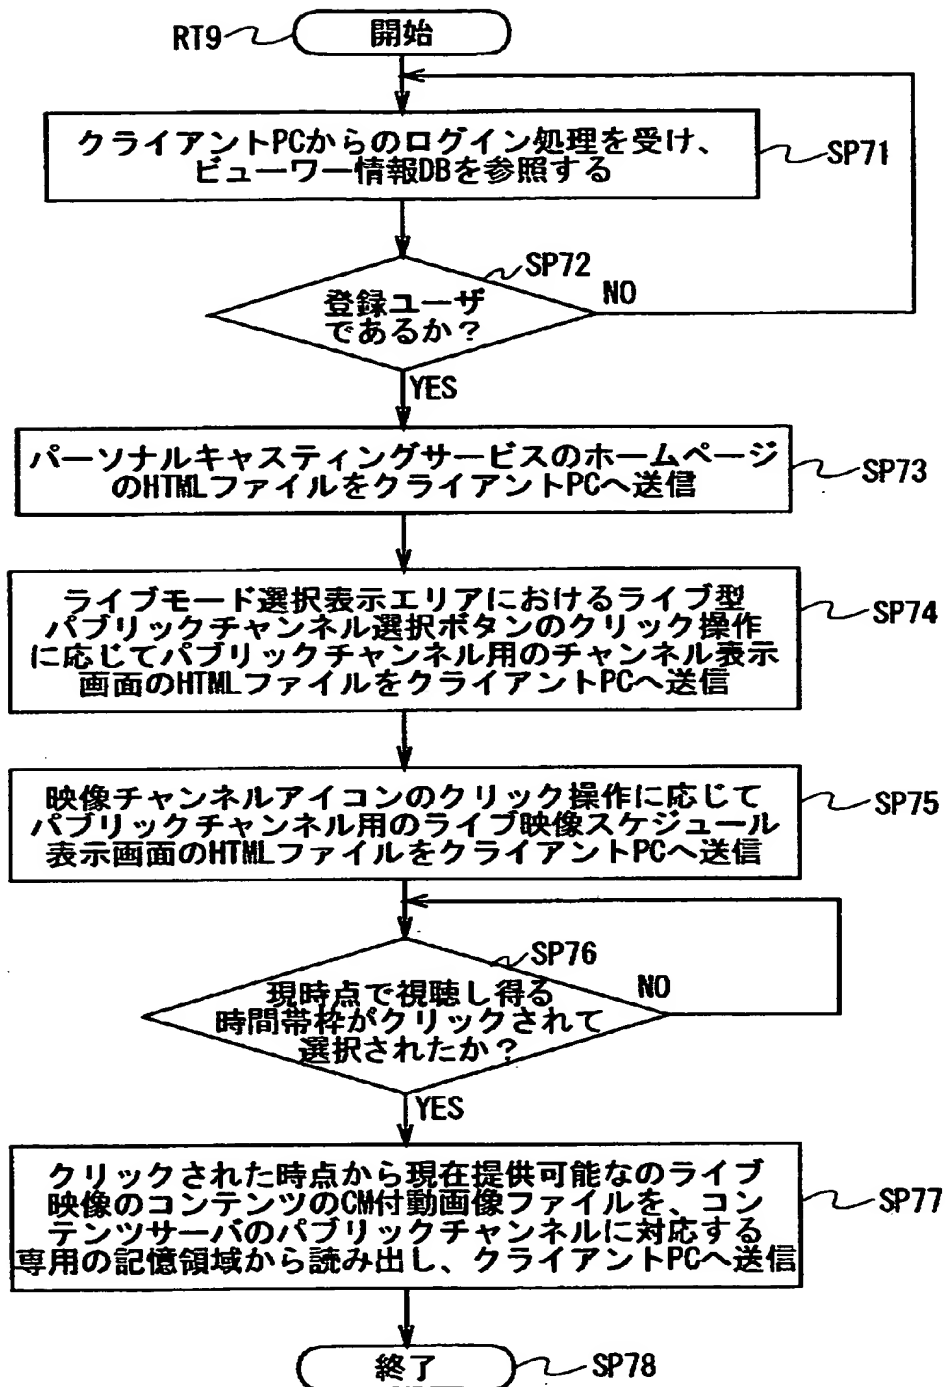 RT9
開始
クライアントPCからのログイン処理を受け、
ビューワー情報DBを参照する
SP71
SP72
登録ユーザ
であるか？
NO
YES
パーソナルキャスティングサービスのホームページ
のHTMLファイルをクライアントPCへ送信
SP73
ライブモード選択表示エリアにおけるライブ型
パブリックチャンネル選択ボタンのクリック操作
に応じてパブリックチャンネル用のチャンネル表示
画面のHTMLファイルをクライアントPCへ送信
SP74
映像チャンネルアイコンのクリック操作に応じて
パブリックチャンネル用のライブ映像スケジュール
表示画面のHTMLファイルをクライアントPCへ送信
SP75
SP76
現時点で視聴し得る
時間帯枠がクリックされて
選択されたか？
NO
YES
クリックされた時点から現在提供可能なのライブ
映像のコンテンツのCM付動画像ファイルを、コン
テンツサーバのパブリックチャンネルに対応する
専用の記憶領域から読み出し、クライアントPCへ送信
SP77
終了
SP78